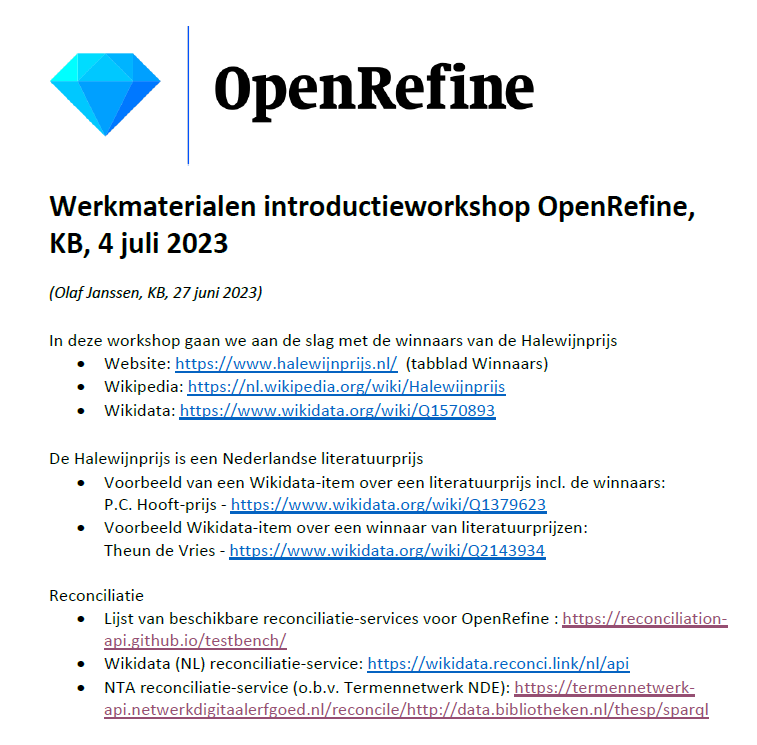 OpenRefine
Werkmaterialen introductieworkshop OpenRefine,
KB, 4 juli 2023
(Olaf Janssen, KB, 27 juni 2023)
In deze workshop gaan we aan de slag met de winnaars van de Halewijnprijs
• Website: https://www.halewijnprijs.nl/ (tabblad Winnaars)
• Wikipedia: https://nl.wikipedia.org/wiki/Halewijnprijs
• Wikidata: https://www.wikidata.org/wiki/Q1570893
De Halewijnprijs is een Nederlandse literatuurprijs
• Voorbeeld van een Wikidata-item over een literatuurprijs incl. de winnaars:
P.C. Hooft-prijs - https://www.wikidata.org/wiki/Q1379623
• Voorbeeld Wikidata-item over een winnaar van literatuurprijzen:
Theun de Vries - https://www.wikidata.org/wiki/Q2143934
Reconciliatie
• Lijst van beschikbare reconciliatie-services voor OpenRefine : https://reconciliation-
api.github.io/testbench/
• Wikidata (NL) reconciliatie-service: https://wikidata.reconci.link/nl/api
• NTA reconciliatie-service (o.b.v. Termennetwerk NDE): https://termennetwerk-
api.netwerkdigitaalerfgoed.nl/reconcile/http://data.bibliotheken.nl/thesp/sparql